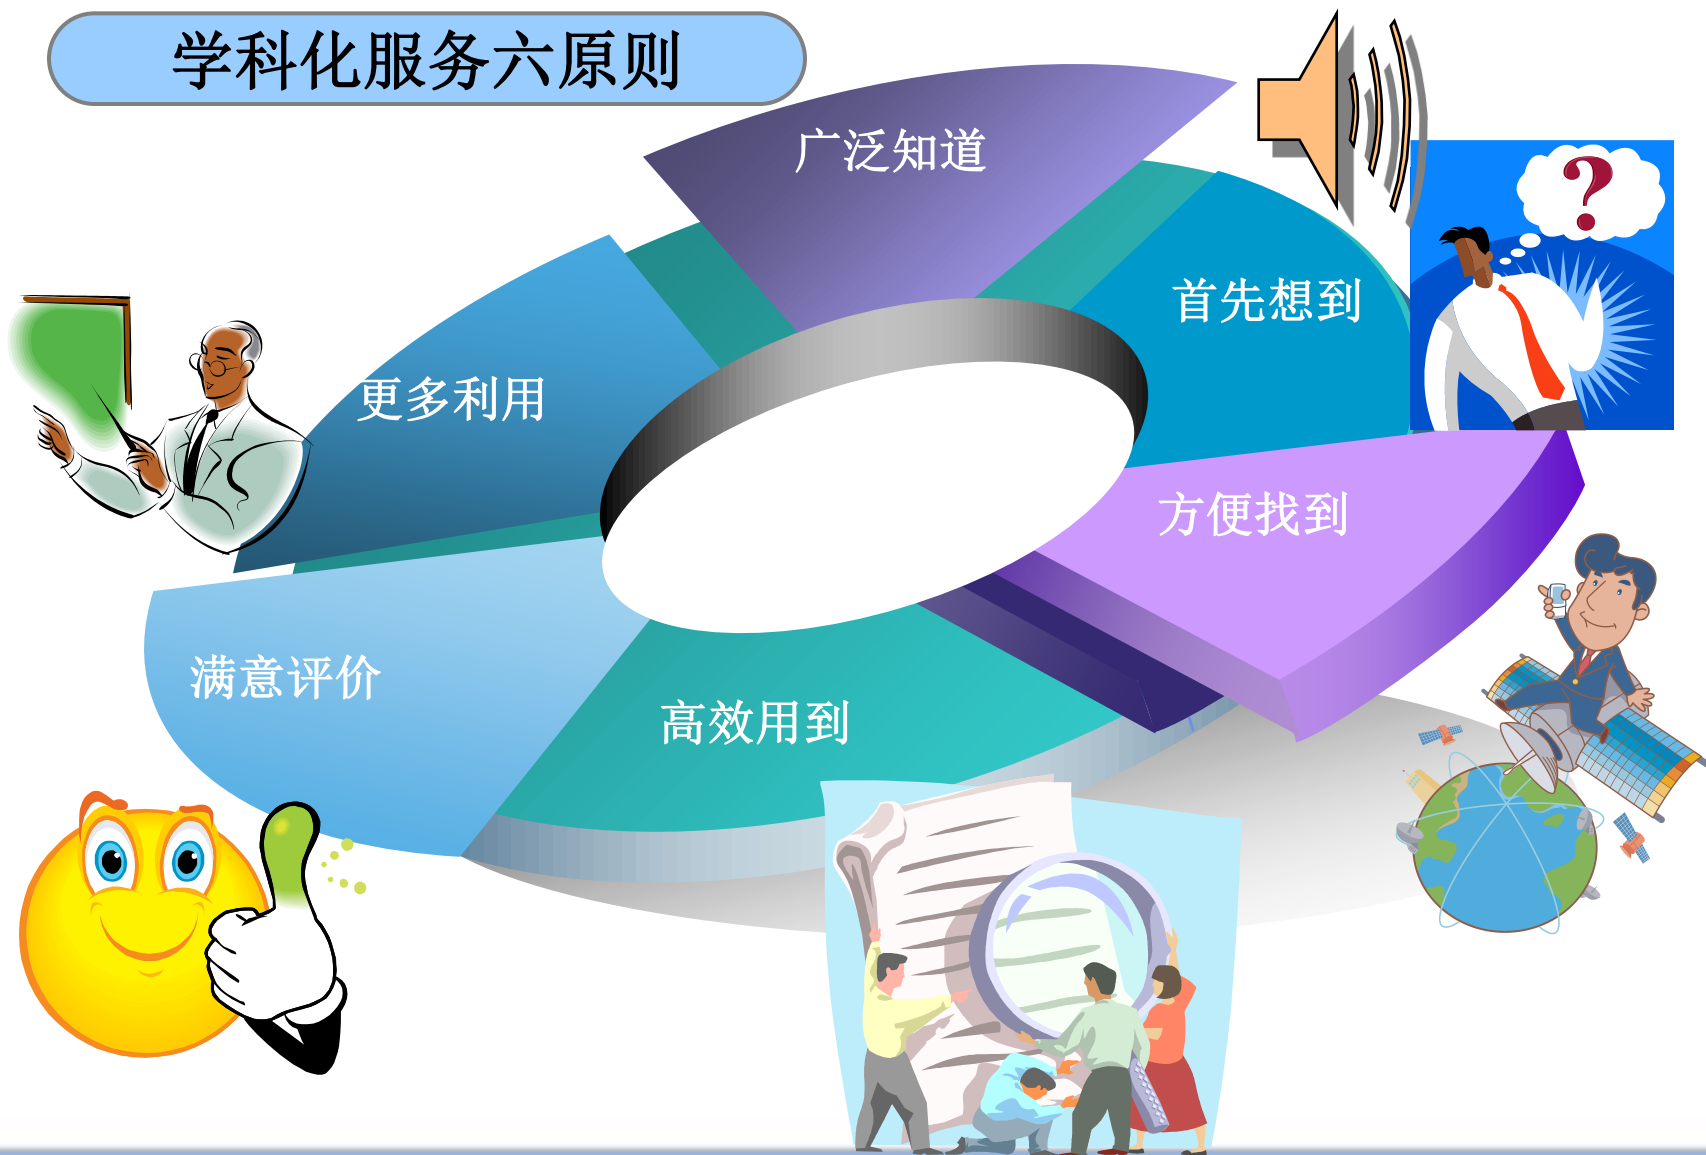 学科化服务六原则
广泛知道
首先想到
更多利用
方便找到
满意评价
高效用到
?